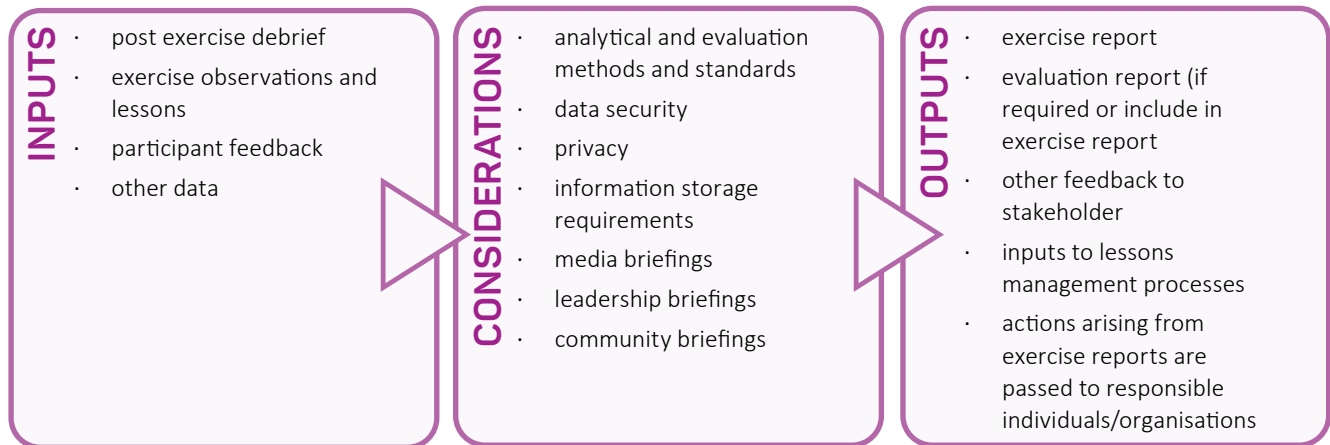 INPUTS
· post exercise debrief
· exercise observations and
lessons
· participant feedback
· other data
CONSIDERATIONS
· analytical and evaluation
methods and standards
· data security
· privacy
· information storage
requirements
· media briefings
· leadership briefings
· community briefings
OUTPUTS
· exercise report
· evaluation report (if
required or include in
exercise report
· other feedback to
stakeholder
· inputs to lessons
management processes
· actions arising from
exercise reports are
passed to responsible
individuals/organisations